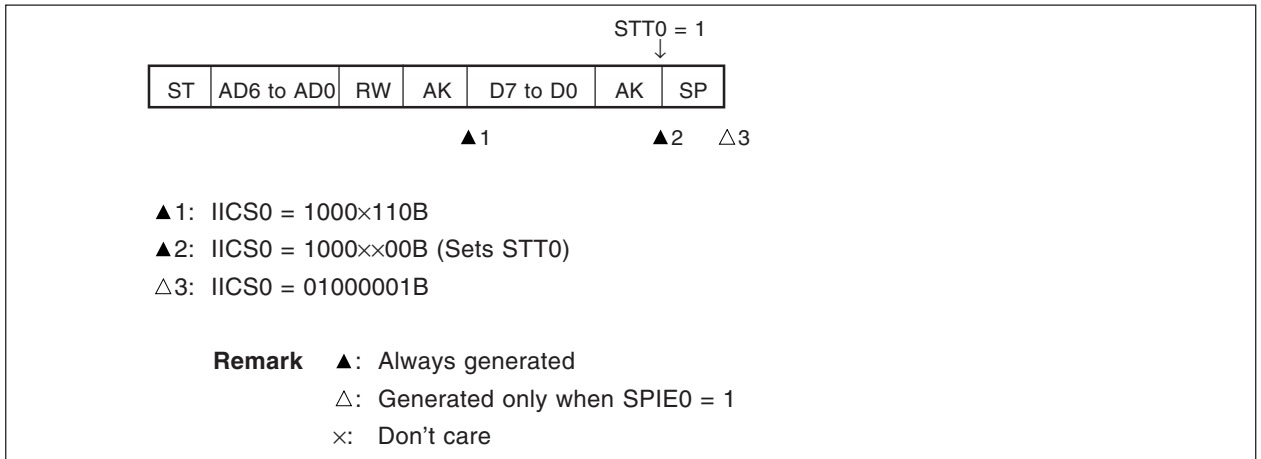 STT0 = 1
↓
ST AD6 to AD0 RW AK D7 to D0 AK SP
▲1 ▲2 △3
▲1: IICS0 = 1000×110B
▲2: IICS0 = 1000××00B (Sets STT0)
△3: IICS0 = 01000001B
Remark ▲: Always generated
△: Generated only when SPIE0 = 1
×: Don't care